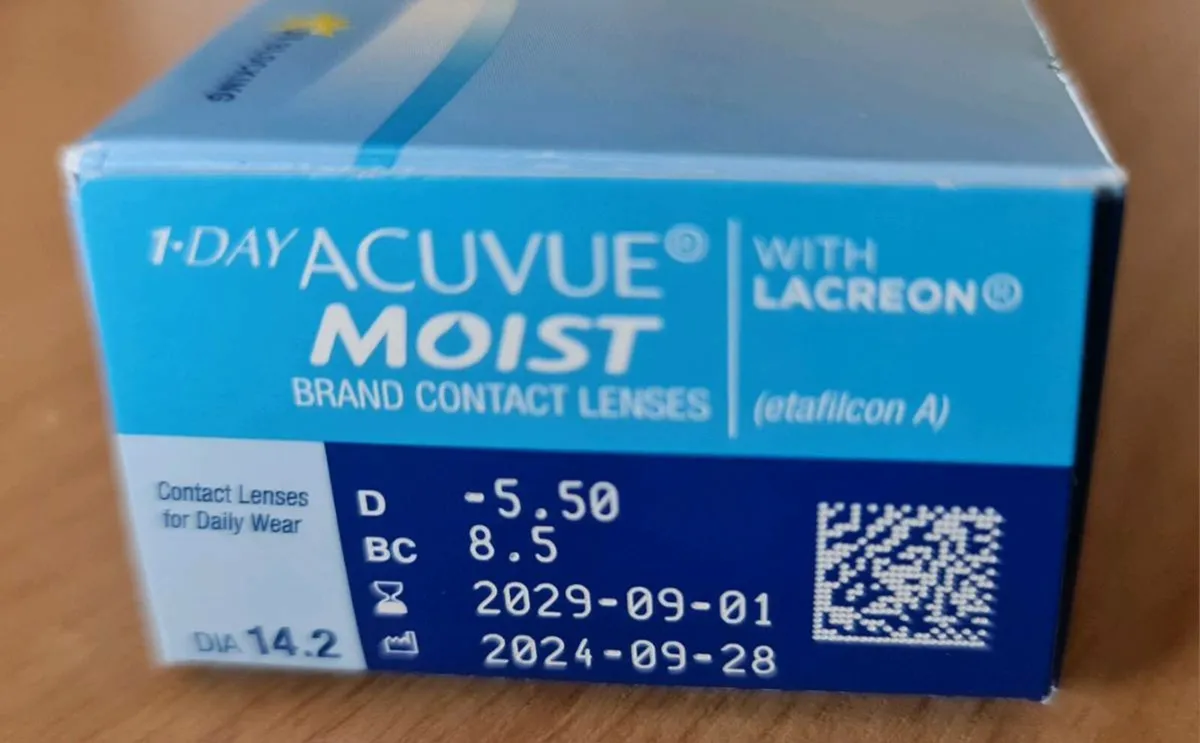 1·DAY ACUVUE®
MOIST
BRAND CONTACT LENSES
WITH
LACREON®
(etafilcon A)
Contact Lenses
for Daily Wear
DIA 14.2
D -5.50
BC 8.5
2029-09-01
2024-09-28